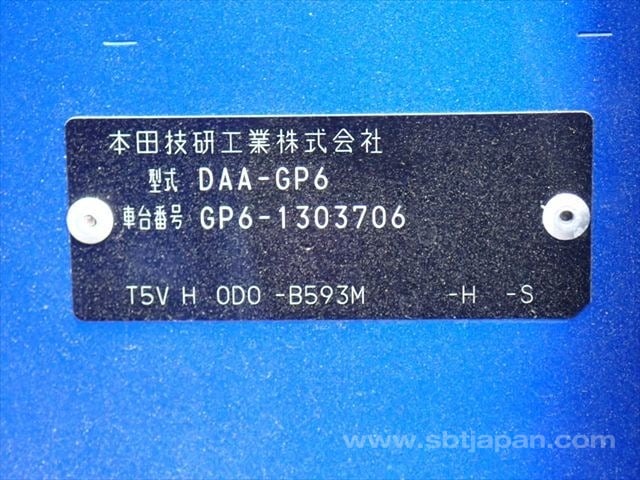 本田技研工業株式会社
型式 DAA-GP6
車台番号 GP6-1303706
T5V H 0D0 -B593M -H -S
www.sbtjapan.com